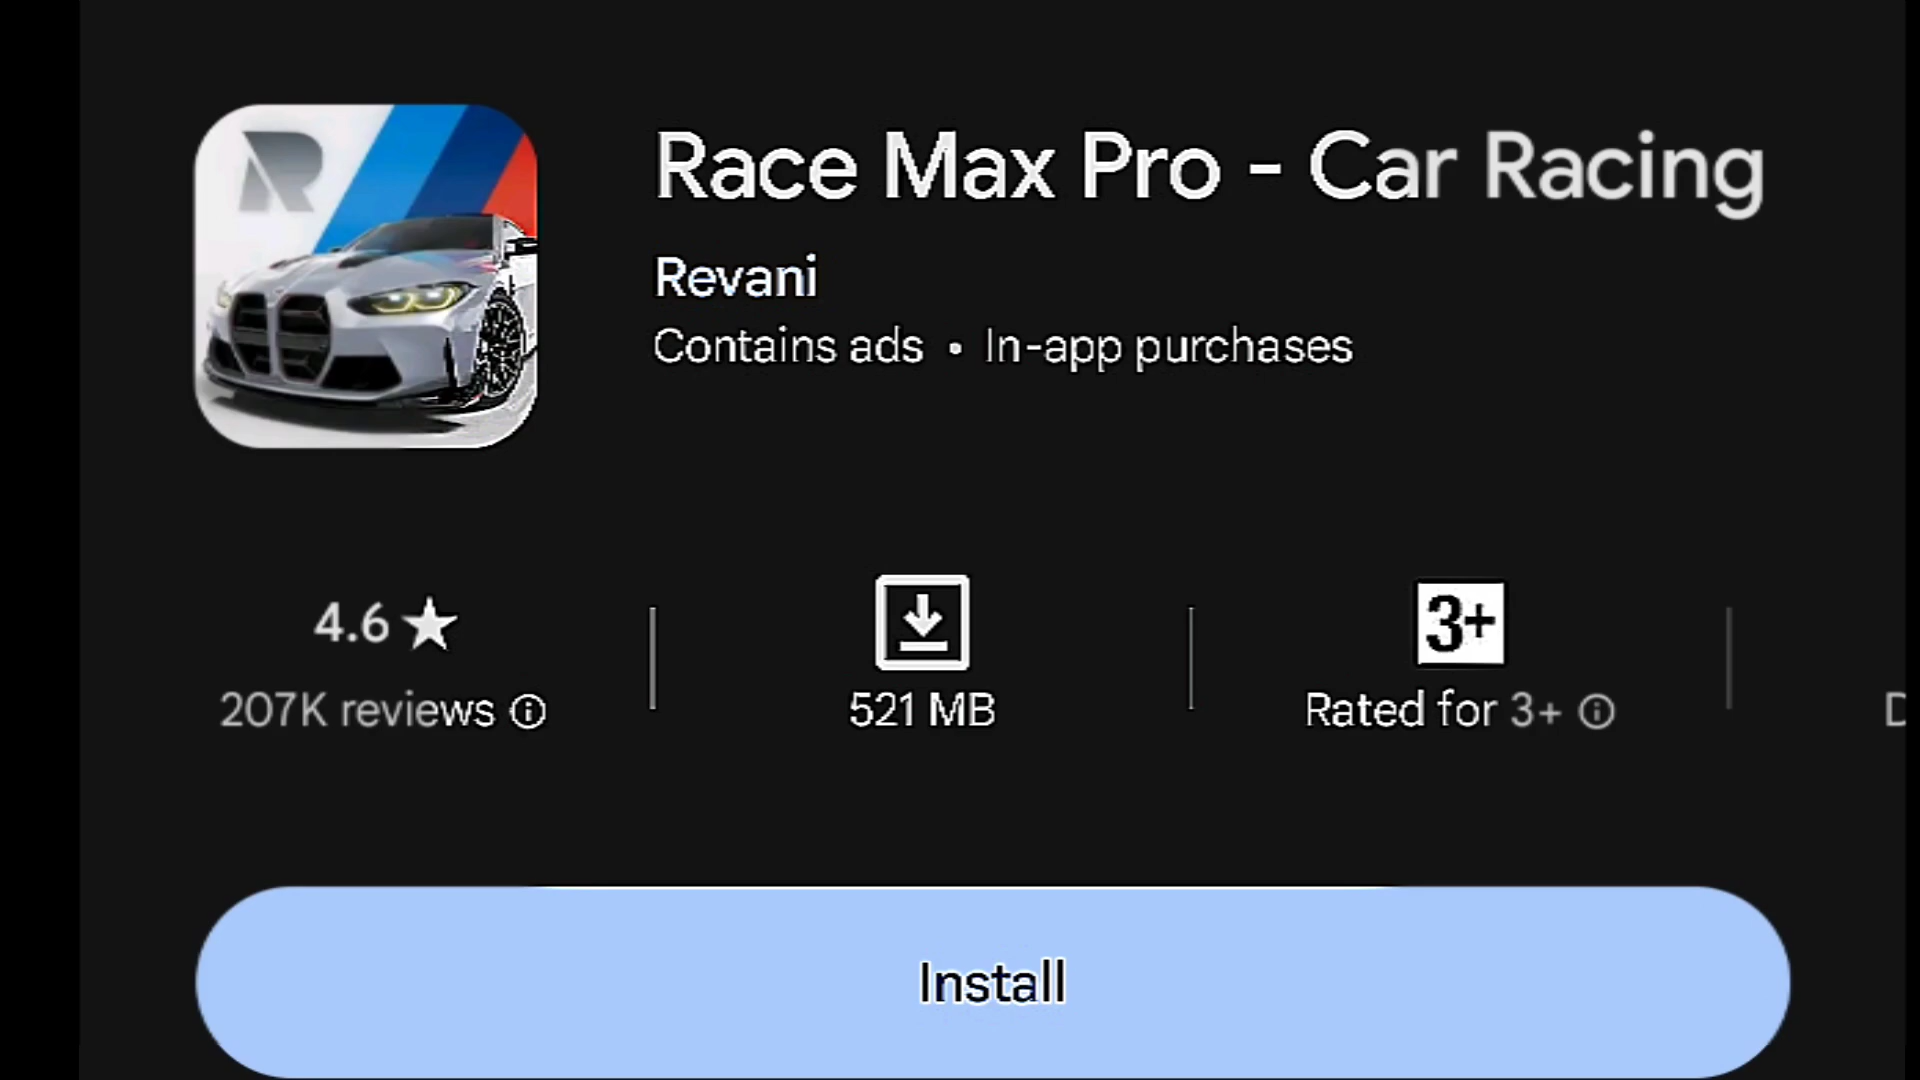 R
Race Max Pro - Car Racing
Revani
Contains ads • In-app purchases
4.6★
207K reviews
521 MB
3+
Rated for 3+
D
Install